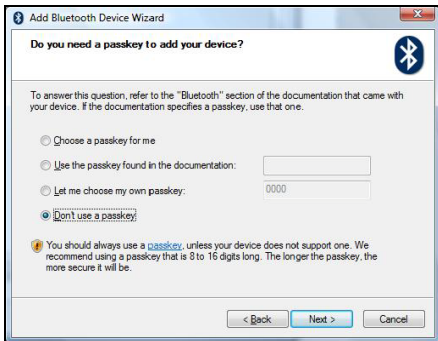 Add Bluetooth Device Wizard
Do you need a passkey to add your device?
To answer this question, refer to the "Bluetooth" section of the documentation that came with
your device. If the documentation specifies a passkey, use that one.
Choose a passkey for me
Use the passkey found in the documentation:
Let me choose my own passkey:
0000
Don't use a passkey
You should always use a passkey, unless your device does not support one. We
recommend using a passkey that is 8 to 16 digits long. The longer the passkey, the
more secure it will be.
< Back
Next >
Cancel